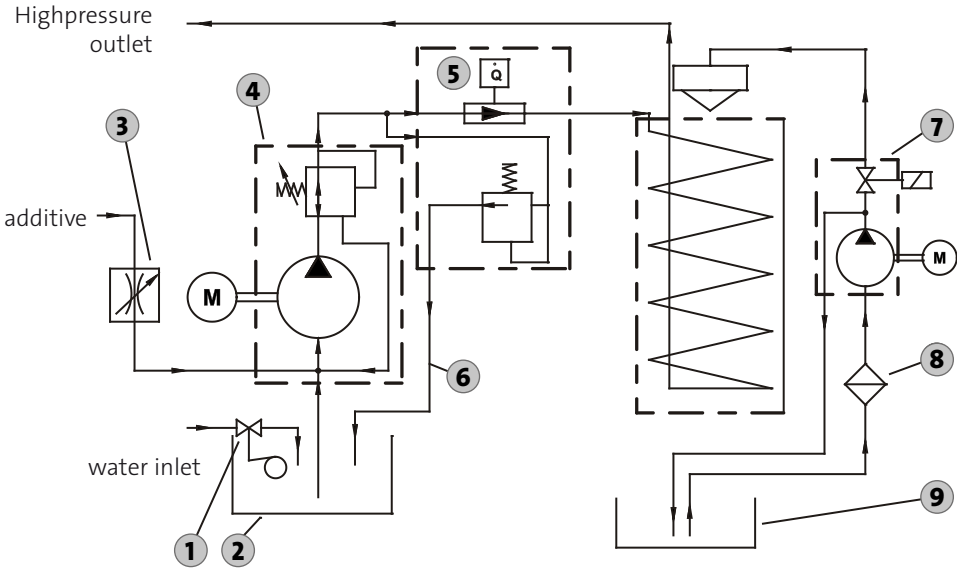 Highpressure
outlet
5
Q̇
4
3
7
additive
M
M
8
6
water inlet
9
1
2